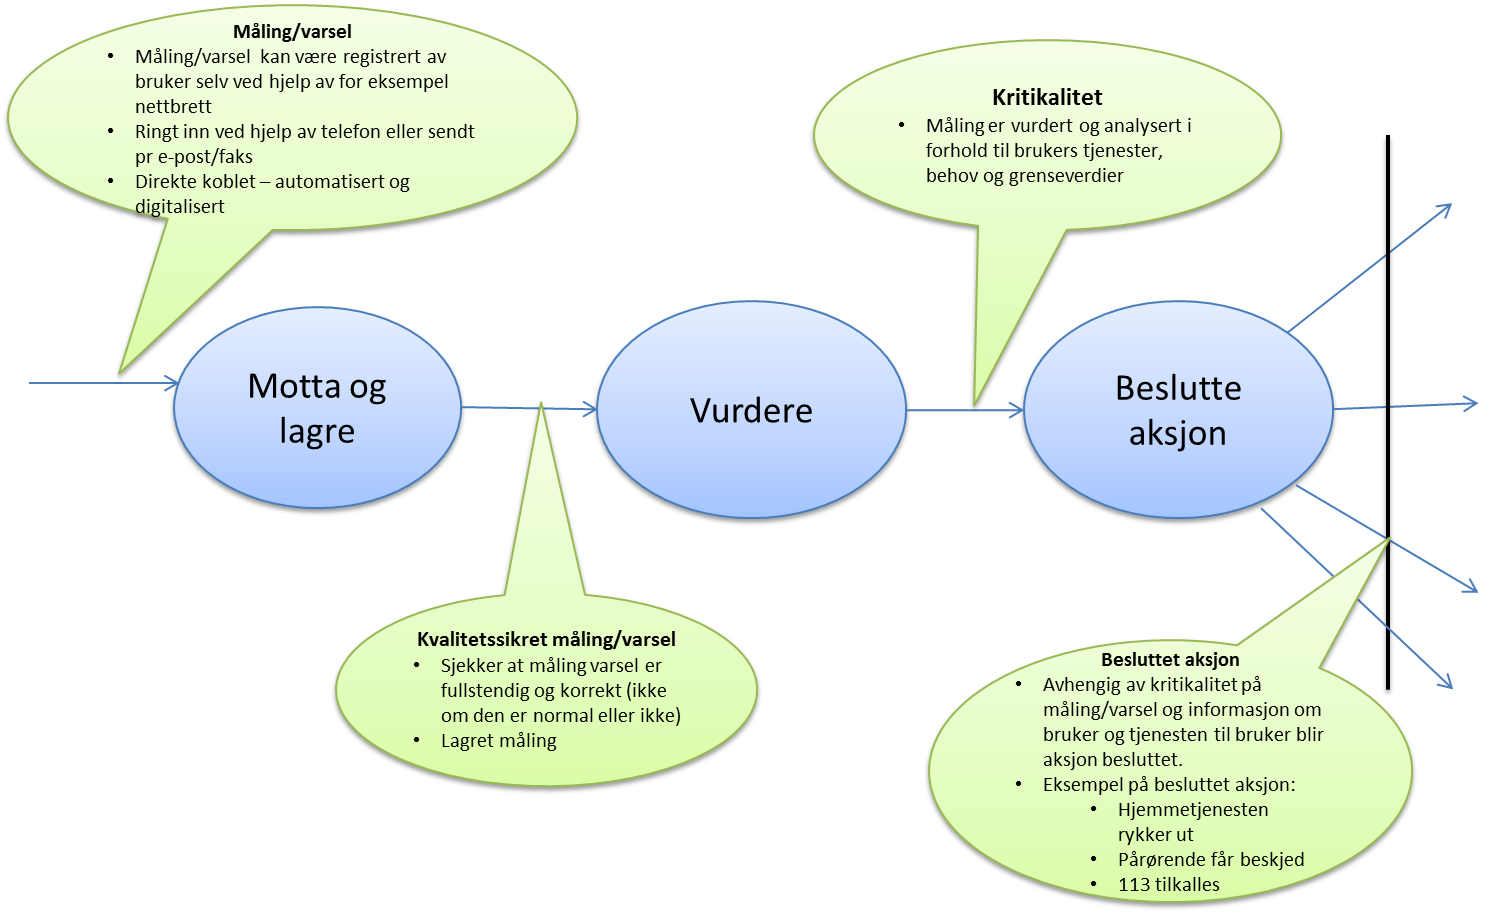 Måling/varsel
• Måling/varsel kan være registrert av
bruker selv ved hjelp av for eksempel
nettbrett
• Ringt inn ved hjelp av telefon eller sendt
pr e-post/faks
• Direkte koblet – automatisert og
digitalisert
Kritikalitet
• Måling er vurdert og analysert i
forhold til brukers tjenester,
behov og grenseverdier
Motta og
lagre
Vurdere
Beslutte
aksjon
Kvalitetssikret måling/varsel
• Sjekker at måling varsel er
fullstendig og korrekt (ikke
om den er normal eller ikke)
• Lagret måling
Besluttet aksjon
• Avhengig av kritikalitet på
måling/varsel og informasjon om
bruker og tjenesten til bruker blir
aksjon besluttet.
• Eksempel på besluttet aksjon:
• Hjemmetjenesten
rykker ut
• Pårørende får beskjed
• 113 tilkalles